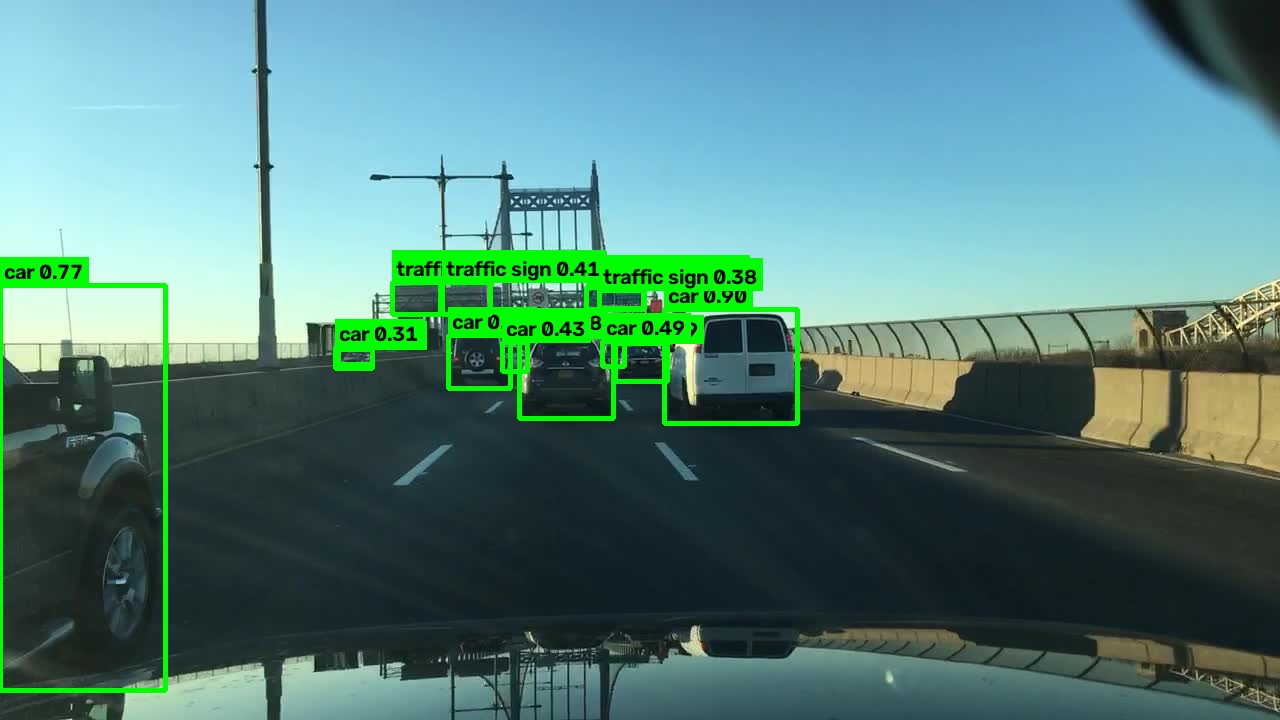 car 0.77
traffic sign 0.41
traffic sign 0.38
car 0.90
car 0.31
car 0.43
car 0.49